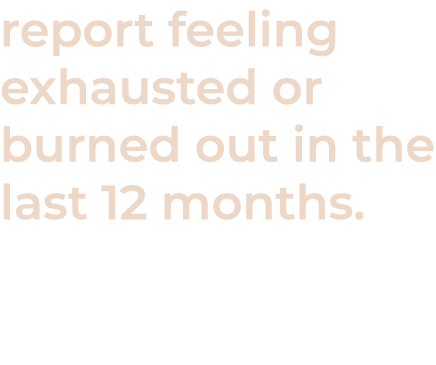 report feeling
exhausted or
burned out in the
last 12 months.